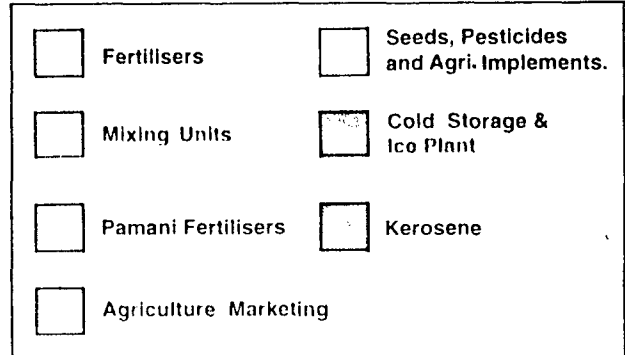 Fertilisers
Mixing Units
Pamani Fertilisers
Agriculture Marketing
Seeds, Pesticides
and Agri. Implements.
Cold Storage &
Ico Plant
Kerosene